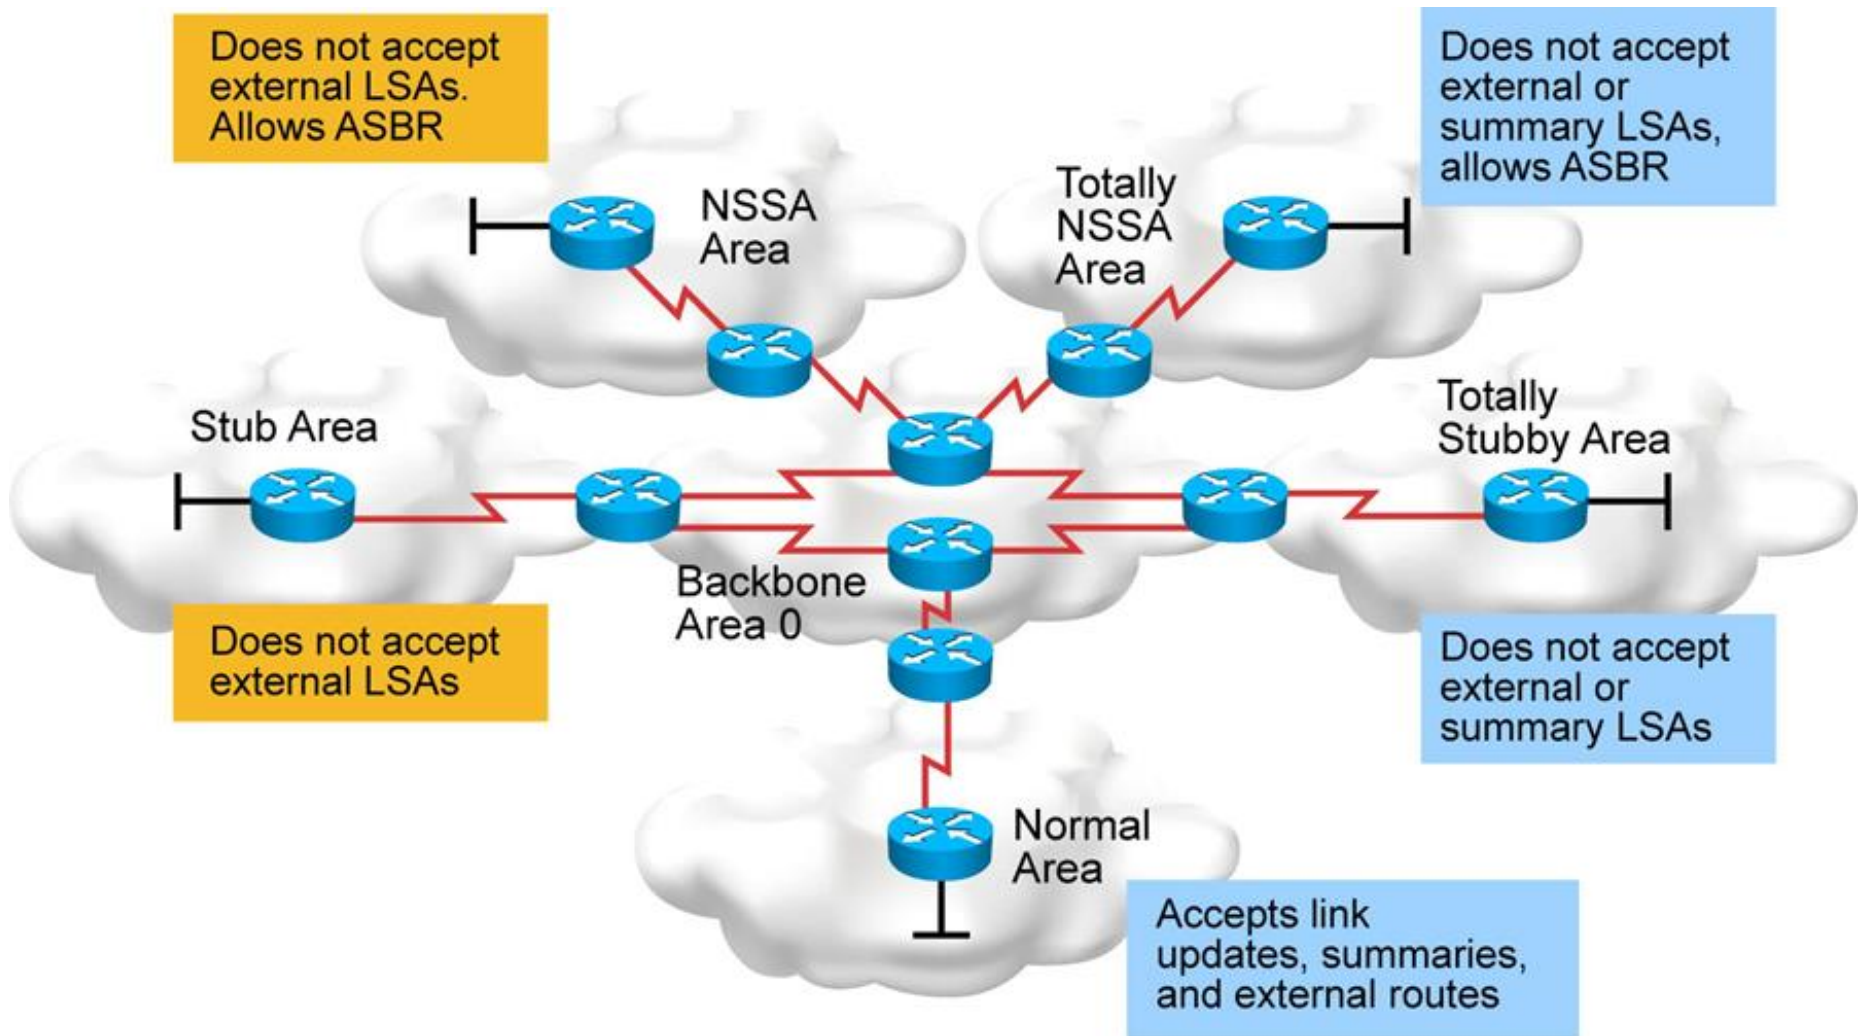 Does not accept
external LSAs.
Allows ASBR
Does not accept
external or
summary LSAs,
allows ASBR
NSSA
Area
Totally
NSSA
Area
Stub Area
Totally
Stubby Area
Backbone
Area 0
Does not accept
external LSAs
Does not accept
external or
summary LSAs
Normal
Area
Accepts link
updates, summaries,
and external routes